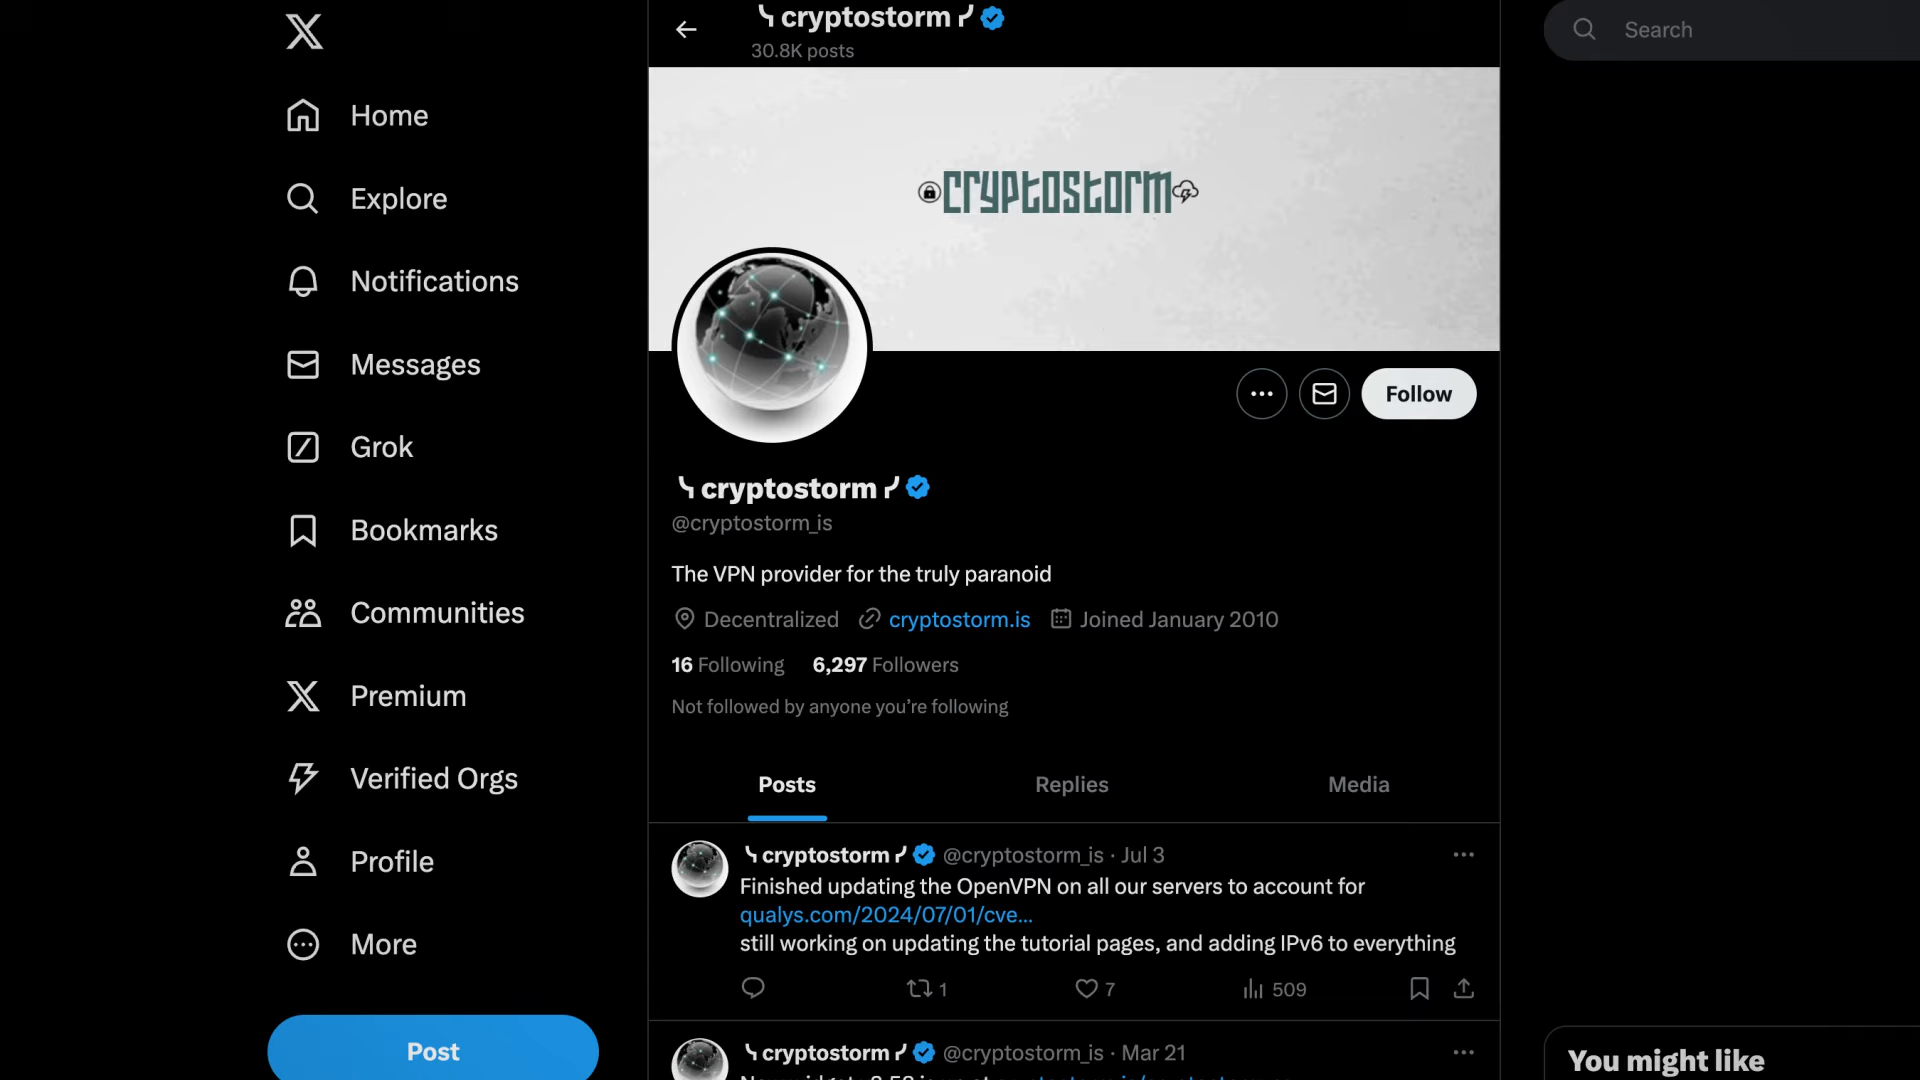 Home
Explore
Notifications
Messages
Grok
Bookmarks
Communities
Premium
Verified Orgs
Profile
More
Post
cryptostorm
30.8K posts
cryptostorm
Follow
cryptostorm
@cryptostorm_is
The VPN provider for the truly paranoid
Decentralized cryptostorm.is Joined January 2010
16 Following 6,297 Followers
Not followed by anyone you’re following
Posts Replies Media
cryptostorm @cryptostorm_is · Jul 3
Finished updating the OpenVPN on all our servers to account for
qualys.com/2024/07/01/cve...
still working on updating the tutorial pages, and adding IPv6 to everything
1 7 509
cryptostorm @cryptostorm_is · Mar 21
Search
You might like